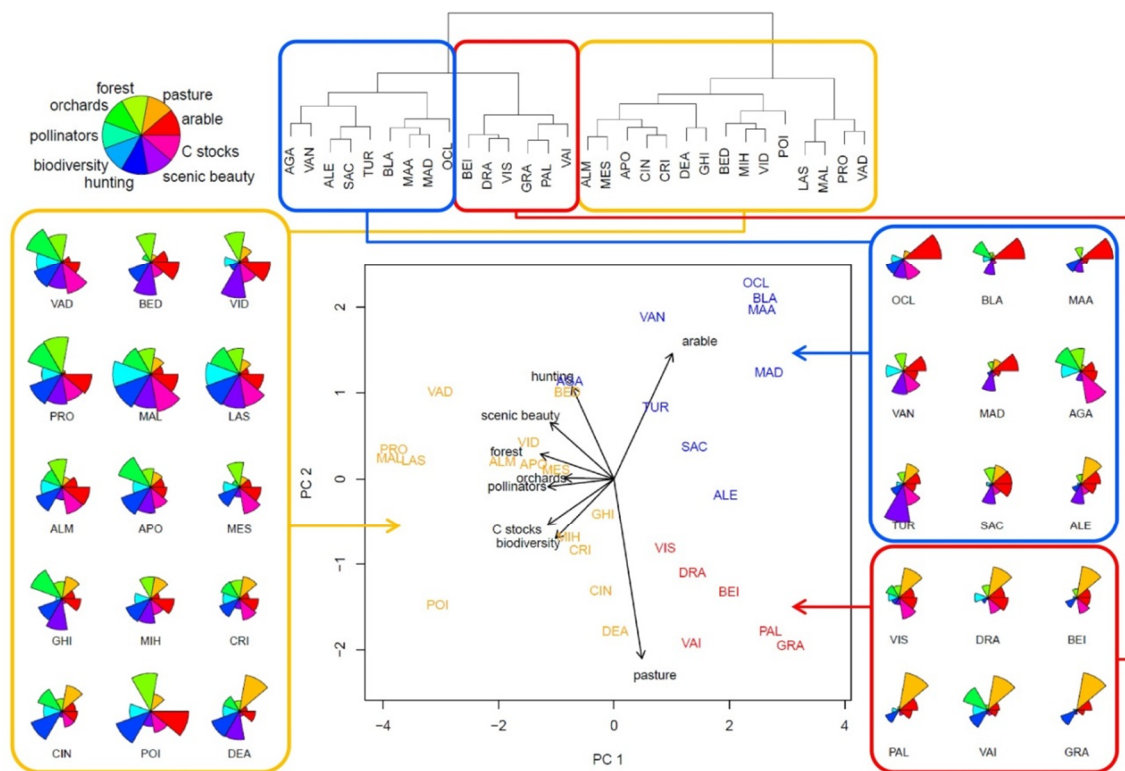 forest
pasture
orchards
arable
pollinators
C stocks
biodiversity
hunting
scenic beauty
AGA VAN ALE SAC TUR BLA MAA MAD OCL
BEI DRA VIS GRA PAL VAI
ALM MES APO CIN CRI DEA GHI BED MIH VID POI LAS MAL PRO VAD
VAD BED VID
PRO MAL LAS
ALM APO MES
GHI MIH CRI
CIN POI DEA
PC 2
2
1
0
-1
-2
OCL
BLA
MAA
VAN
arable
MAD
hunting
AGA
BED
VAD
TUR
scenic beauty
SAC
VID
forest
PRO
MAL LAS
ALM APO MES
orchards
pollinators
ALE
GHI
C stocks
MIH
biodiversity
CRI
VIS
DRA
CIN
BEI
POI
DEA
PAL
VAI
GRA
pasture
-4 -2 0 2 4
PC 1
OCL BLA MAA
VAN MAD AGA
TUR SAC ALE
VIS DRA BEI
PAL VAI GRA